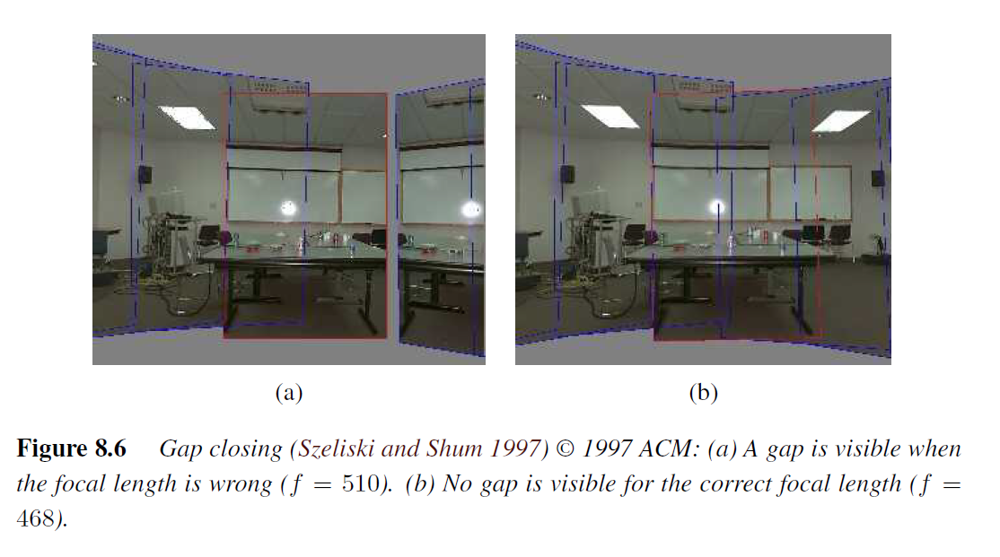 (a)
(b)
Figure 8.6 Gap closing (Szeliski and Shum 1997) © 1997 ACM: (a) A gap is visible when
the focal length is wrong (f = 510). (b) No gap is visible for the correct focal length (f =
468).